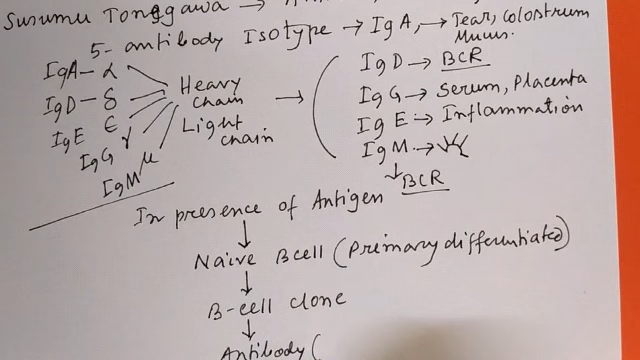 Susumu Tonegawa →
5- antibody Isotype → IgA, → Tear, Colostrum
Mucus.
IgA - α
IgD - δ
IgE ϵ
IgG γ
IgM μ
Heavy chain
Light chain
→
IgD → BCR
IgG → Serum, Placenta
IgE → Inflammation
IgM →
↓
BCR
In presence of Antigen
↓
Naive B cell (Primary differentiated)
↓
B-cell clone
↓
Antibody (